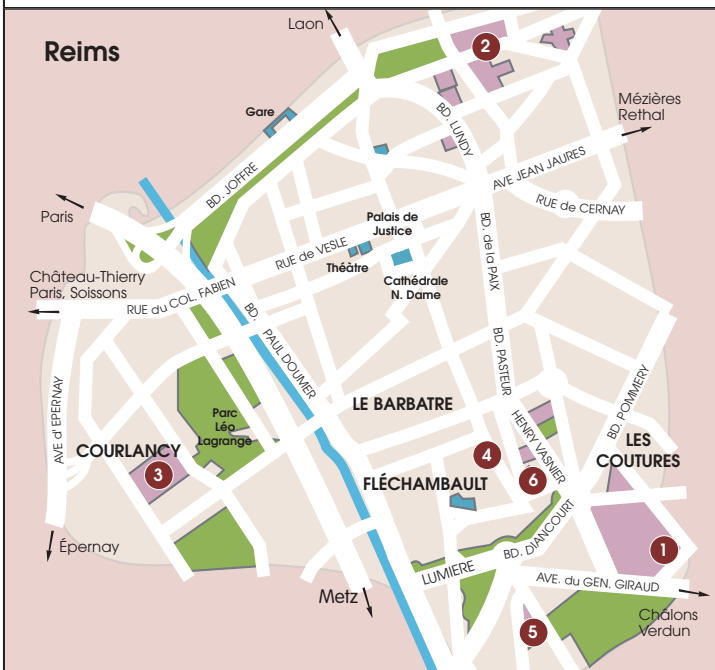 Laon
Reims
2
Mézières
Rethal
Gare
BD. LUNDY
BD. JOFFRE
AVE JEAN JAURES
RUE de CERNAY
Paris
Palais de
Justice
RUE de VESLE
Théàtre
BD. de la PAIX
Cathédrale
N. Dame
Château-Thierry
Paris, Soissons
RUE du COL. FABIEN
BD. PAUL DOUMER
BD. PASTEUR
BD. POMMERY
LE BARBATRE
AVE d' EPERNAY
Parc
Léo
Lagrange
COURLANCY
3
HENRY VASNIER
LES
COUTURES
4
6
FLÉCHAMBAULT
1
BD. DIANCOURT
LUMIERE
Épernay
AVE. du GEN. GIRAUD
Metz
Châlons
Verdun
5